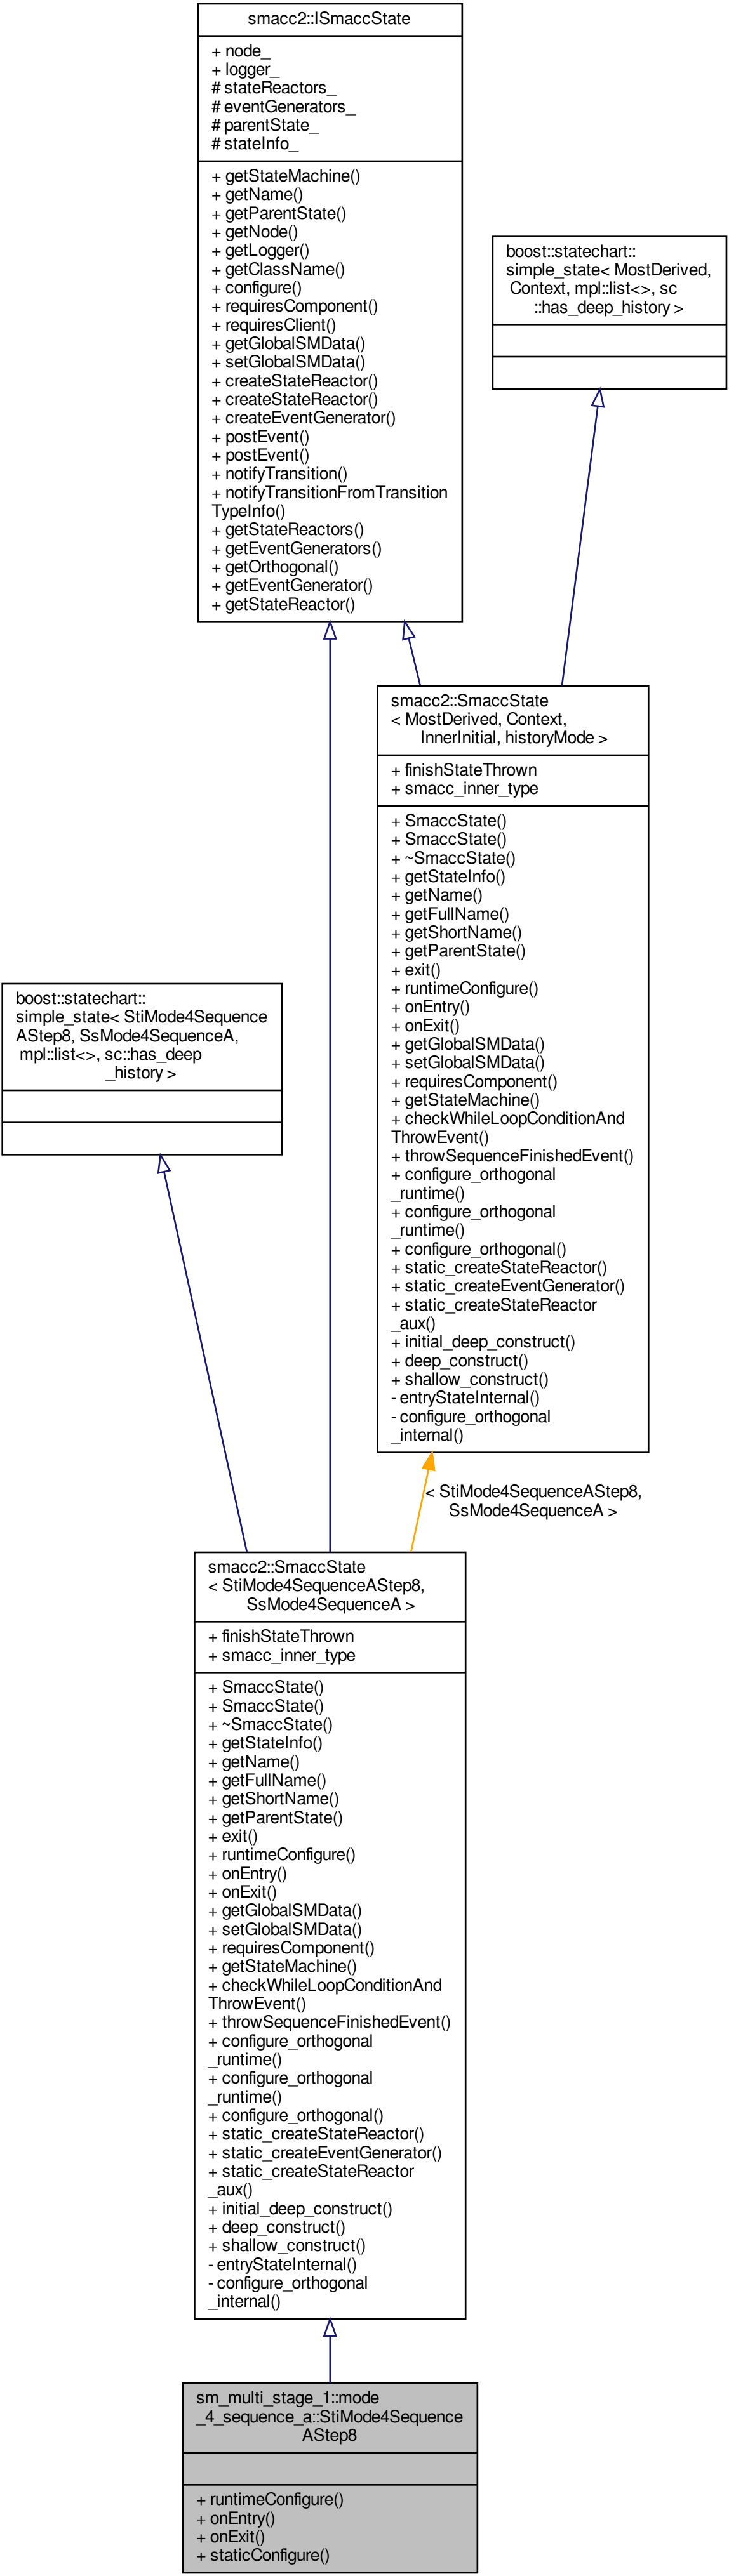 smacc2::ISmaccState
+ node_
+ logger_
# stateReactors_
# eventGenerators_
# parentState_
# stateInfo_
+ getStateMachine()
+ getName()
+ getParentState()
+ getNode()
+ getLogger()
+ getClassName()
+ configure()
+ requiresComponent()
+ requiresClient()
+ getGlobalSMData()
+ setGlobalSMData()
+ createStateReactor()
+ createStateReactor()
+ createEventGenerator()
+ postEvent()
+ postEvent()
+ notifyTransition()
+ notifyTransitionFromTransition
TypeInfo()
+ getStateReactors()
+ getEventGenerators()
+ getOrthogonal()
+ getEventGenerator()
+ getStateReactor()
boost::statechart::
simple_state< MostDerived,
Context, mpl::list<>, sc
::has_deep_history >
smacc2::SmaccState
< MostDerived, Context,
InnerInitial, historyMode >
+ finishStateThrown
+ smacc_inner_type
+ SmaccState()
+ SmaccState()
+ ~SmaccState()
+ getStateInfo()
+ getName()
+ getFullName()
+ getShortName()
+ getParentState()
+ exit()
+ runtimeConfigure()
+ onEntry()
+ onExit()
+ getGlobalSMData()
+ setGlobalSMData()
+ requiresComponent()
+ getStateMachine()
+ checkWhileLoopConditionAnd
ThrowEvent()
+ throwSequenceFinishedEvent()
+ configure_orthogonal
_runtime()
+ configure_orthogonal
_runtime()
+ configure_orthogonal()
+ static_createStateReactor()
+ static_createEventGenerator()
+ static_createStateReactor
_aux()
+ initial_deep_construct()
+ deep_construct()
+ shallow_construct()
- entryStateInternal()
- configure_orthogonal
_internal()
boost::statechart::
simple_state< StiMode4Sequence
AStep8, SsMode4SequenceA,
mpl::list<>, sc::has_deep
_history >
< StiMode4SequenceAStep8,
SsMode4SequenceA >
smacc2::SmaccState
< StiMode4SequenceAStep8,
SsMode4SequenceA >
+ finishStateThrown
+ smacc_inner_type
+ SmaccState()
+ SmaccState()
+ ~SmaccState()
+ getStateInfo()
+ getName()
+ getFullName()
+ getShortName()
+ getParentState()
+ exit()
+ runtimeConfigure()
+ onEntry()
+ onExit()
+ getGlobalSMData()
+ setGlobalSMData()
+ requiresComponent()
+ getStateMachine()
+ checkWhileLoopConditionAnd
ThrowEvent()
+ throwSequenceFinishedEvent()
+ configure_orthogonal
_runtime()
+ configure_orthogonal
_runtime()
+ configure_orthogonal()
+ static_createStateReactor()
+ static_createEventGenerator()
+ static_createStateReactor
_aux()
+ initial_deep_construct()
+ deep_construct()
+ shallow_construct()
- entryStateInternal()
- configure_orthogonal
_internal()
sm_multi_stage_1::mode
_4_sequence_a::StiMode4Sequence
AStep8
+ runtimeConfigure()
+ onEntry()
+ onExit()
+ staticConfigure()